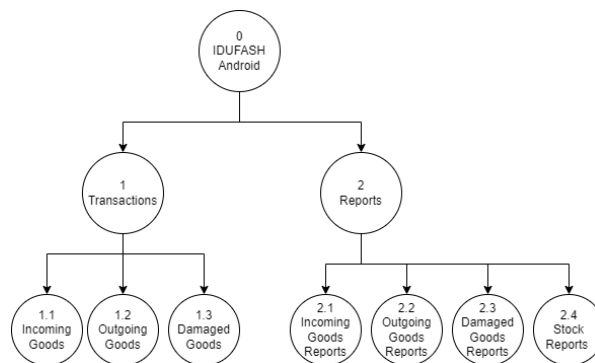 0
IDUFASH
Android
1
Transactions
2
Reports
1.1
Incoming
Goods
1.2
Outgoing
Goods
1.3
Damaged
Goods
2.1
Incoming
Goods
Reports
2.2
Outgoing
Goods
Reports
2.3
Damaged
Goods
Reports
2.4
Stock
Reports